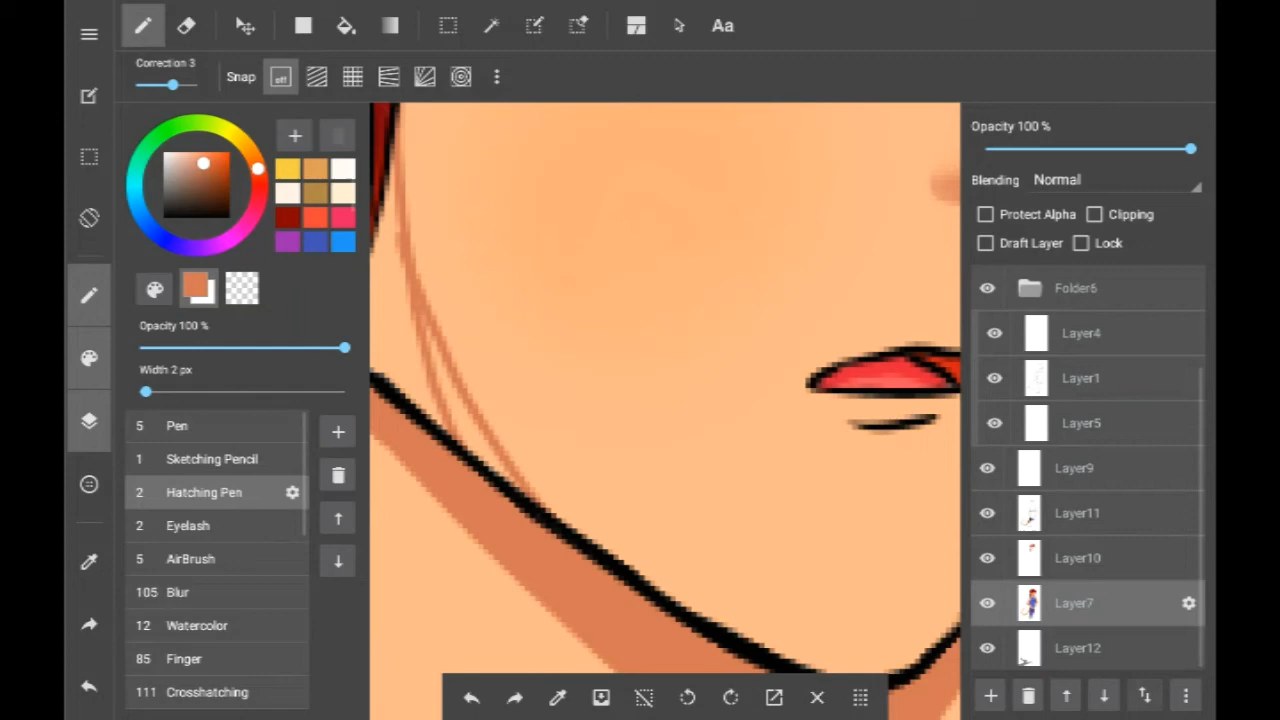 Aa
Correction 3
Snap
off
Opacity 100 %
Width 2 px
5 Pen
1 Sketching Pencil
2 Hatching Pen
2 Eyelash
5 AirBrush
105 Blur
12 Watercolor
85 Finger
111 Crosshatching
Opacity 100 %
Blending Normal
Protect Alpha Clipping
Draft Layer Lock
Folder6
Layer4
Layer1
Layer5
Layer9
Layer11
Layer10
Layer7
Layer12